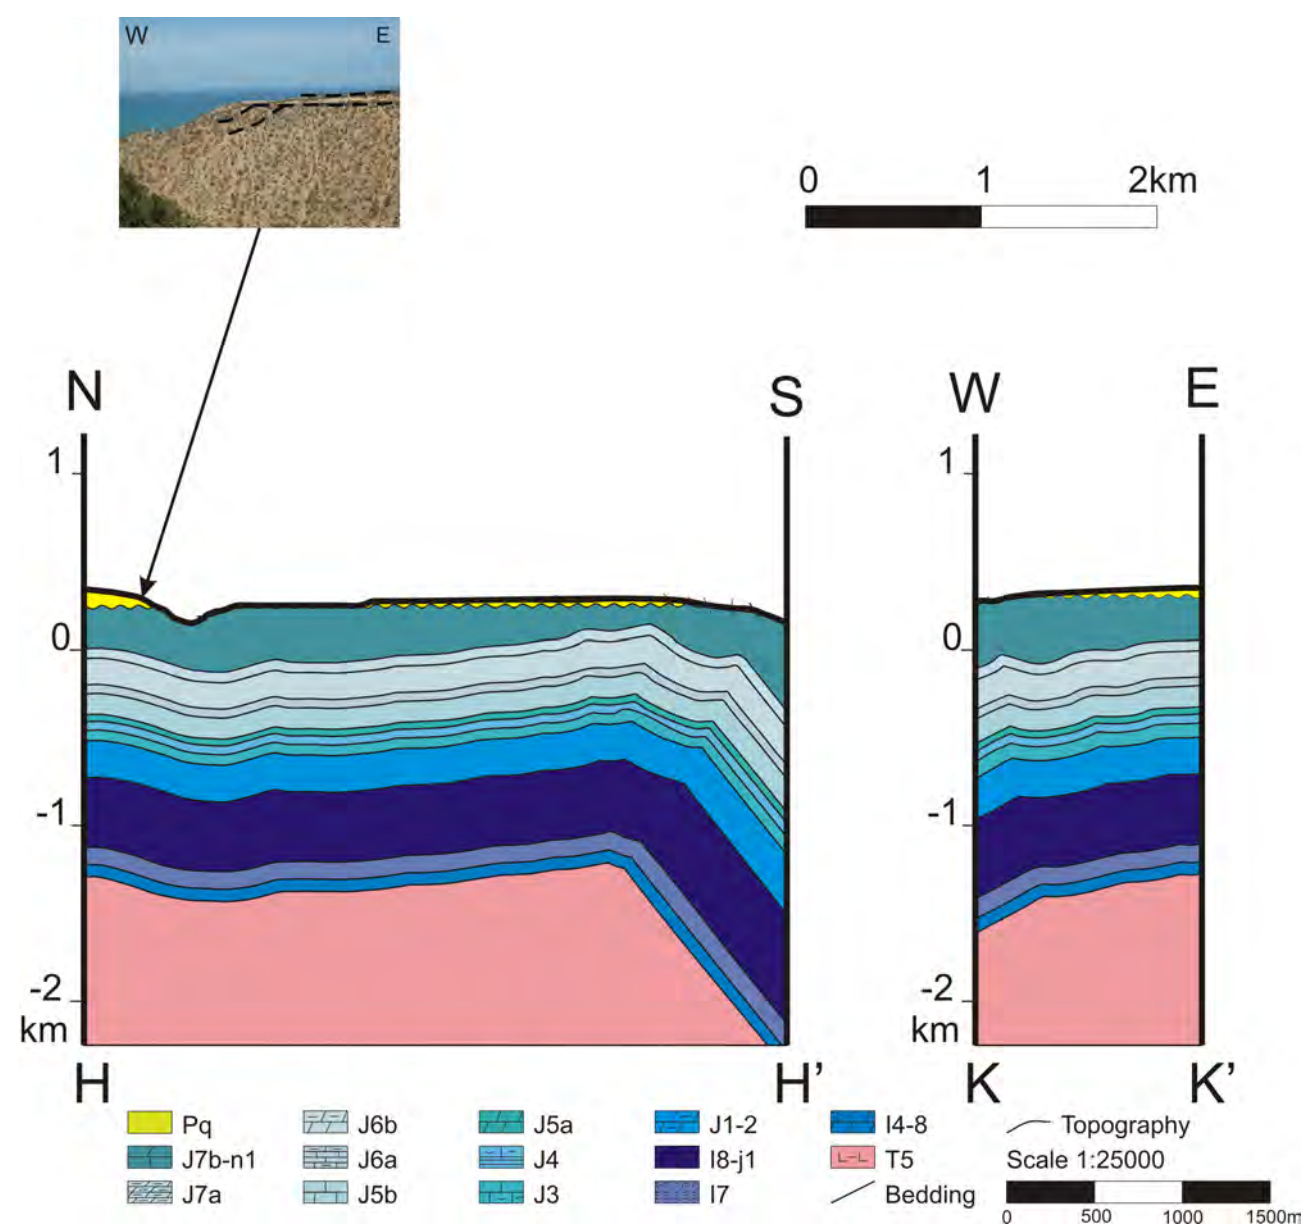 W E
0 1 2km
N S W E
1 1
0 0
-1 -1
-2 -2
km km
H H' K K'
Pq J6b J5a J1-2 I4-8 Topography
J7b-n1 J6a J4 I8-j1 T5 Scale 1:25000
J7a J5b J3 I7 Bedding
0 500 1000 1500m